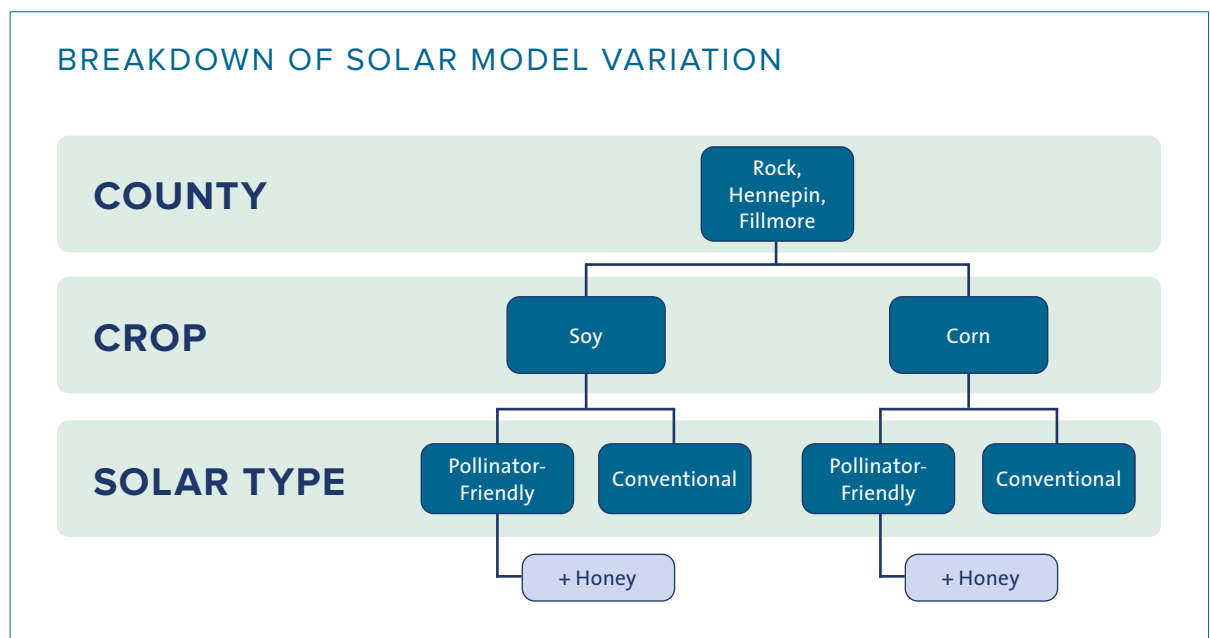 BREAKDOWN OF SOLAR MODEL VARIATION
COUNTY
Rock,
Hennepin,
Fillmore
CROP
Soy
Corn
SOLAR TYPE
Pollinator-
Friendly
Conventional
Pollinator-
Friendly
Conventional
+ Honey
+ Honey